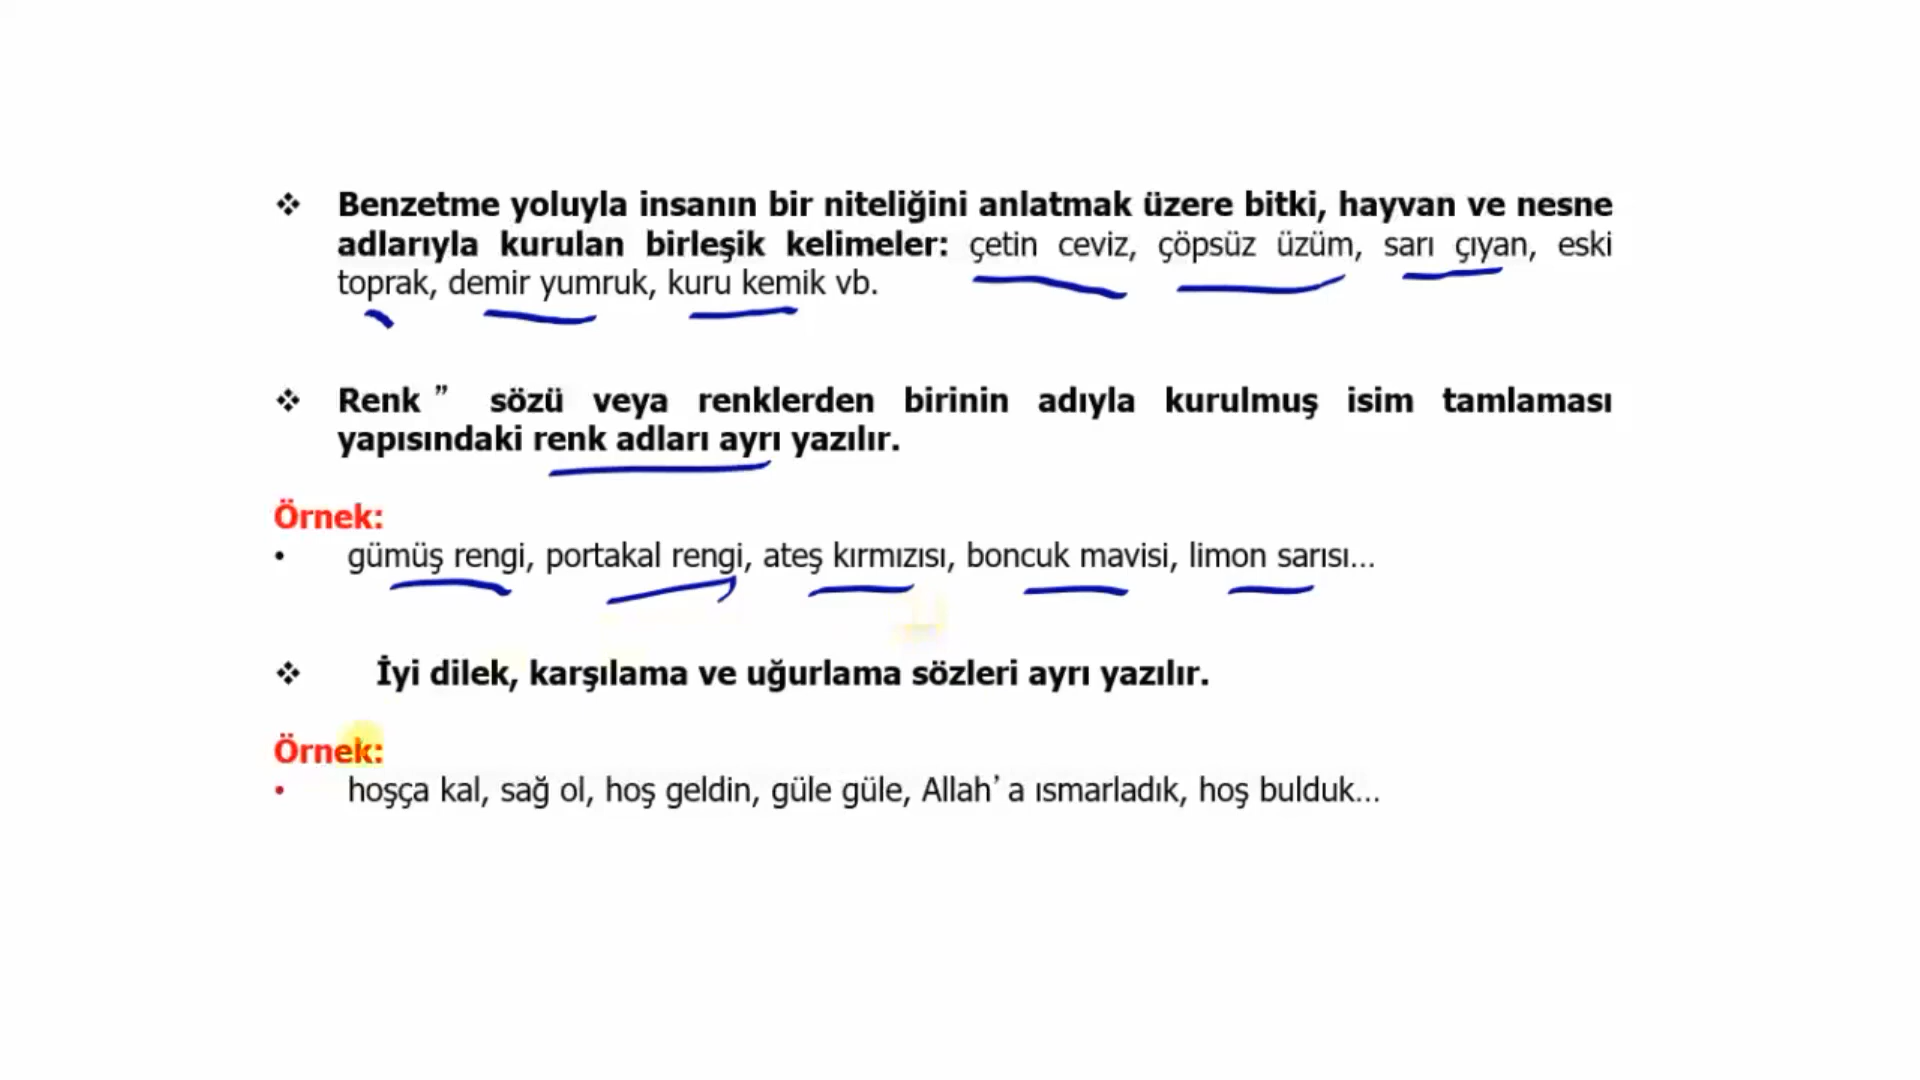 ❖ Benzetme yoluyla insanın bir niteliğini anlatmak üzere bitki, hayvan ve nesne
adlarıyla kurulan birleşik kelimeler: çetin ceviz, çöpsüz üzüm, sarı çıyan, eski
toprak, demir yumruk, kuru kemik vb.
❖ Renk ” sözü veya renklerden birinin adıyla kurulmuş isim tamlaması
yapısındaki renk adları ayrı yazılır.
Örnek:
• gümüş rengi, portakal rengi, ateş kırmızısı, boncuk mavisi, limon sarısı...
❖ İyi dilek, karşılama ve uğurlama sözleri ayrı yazılır.
Örnek:
• hoşça kal, sağ ol, hoş geldin, güle güle, Allah’ a ısmarladık, hoş bulduk...